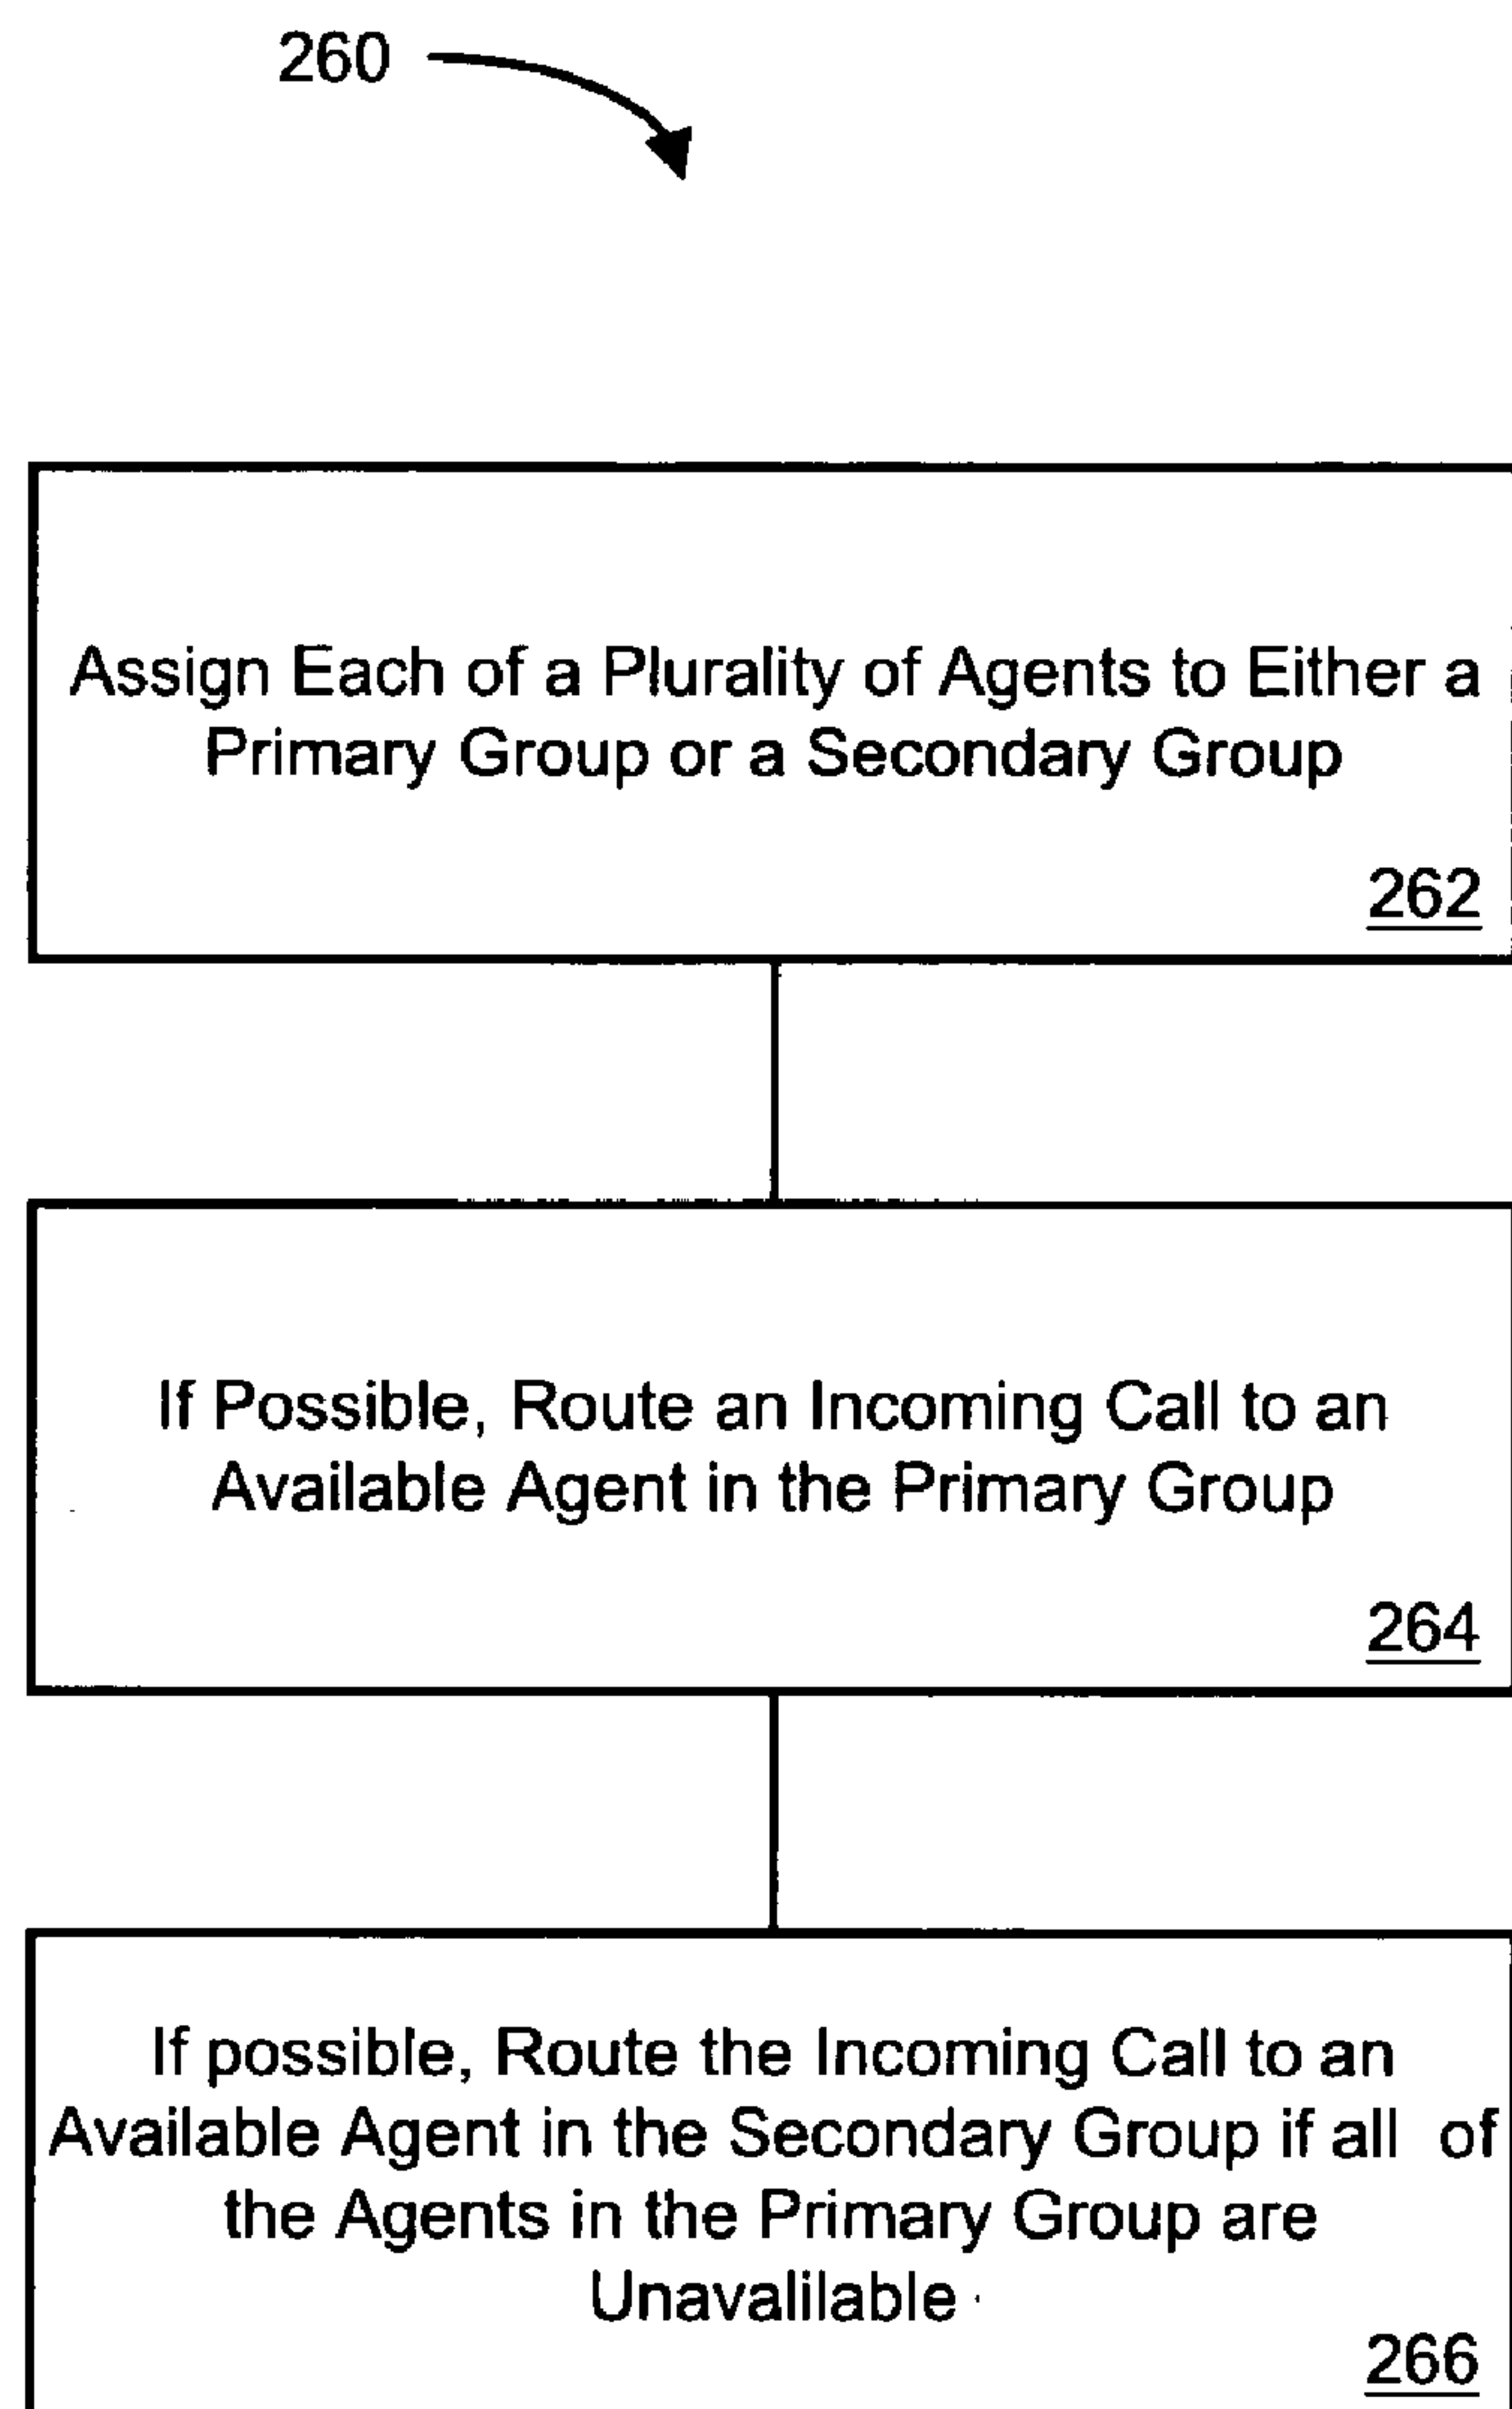 260
Assign Each of a Plurality of Agents to Either a
Primary Group or a Secondary Group
262
If Possible, Route an Incoming Call to an
Available Agent in the Primary Group
264
If possible, Route the Incoming Call to an
Available Agent in the Secondary Group if all of
the Agents in the Primary Group are
Unavalilable
266